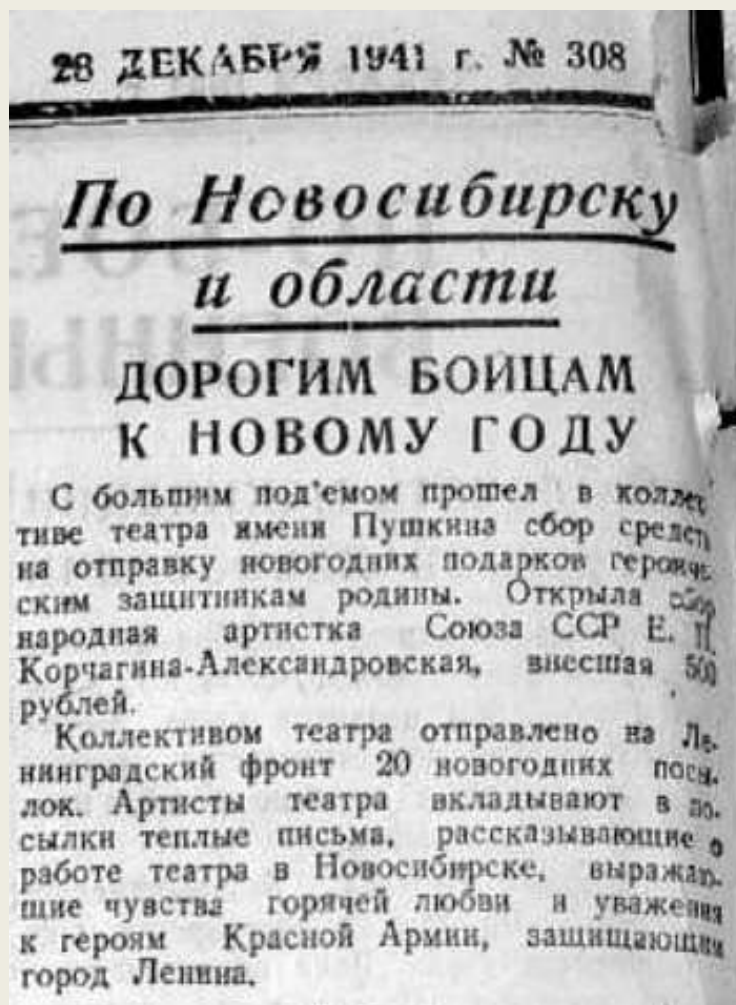 28 ДЕКАБРЯ 1941 г. № 308
По Новосибирску
и области
ДОРОГИМ БОЙЦАМ
К НОВОМУ ГОДУ
С большим под'емом прошел в коллек
тиве театра имени Пушкина сбор средств
на отправку новогодних подарков героиче-
ским защитникам родины. Открыла сбор
народная артистка Союза ССР Е. П.
Корчагина-Александровская, внесшая 500
рублей.
Коллективом театра отправлено на Ле-
нинградский фронт 20 новогодних посы-
лок. Артисты театра вкладывают в по-
сылки теплые письма, рассказывающие о
работе театра в Новосибирске, выражаю-
щие чувства горячей любви и уважения
к героям Красной Армии, защищающим
город Ленина.